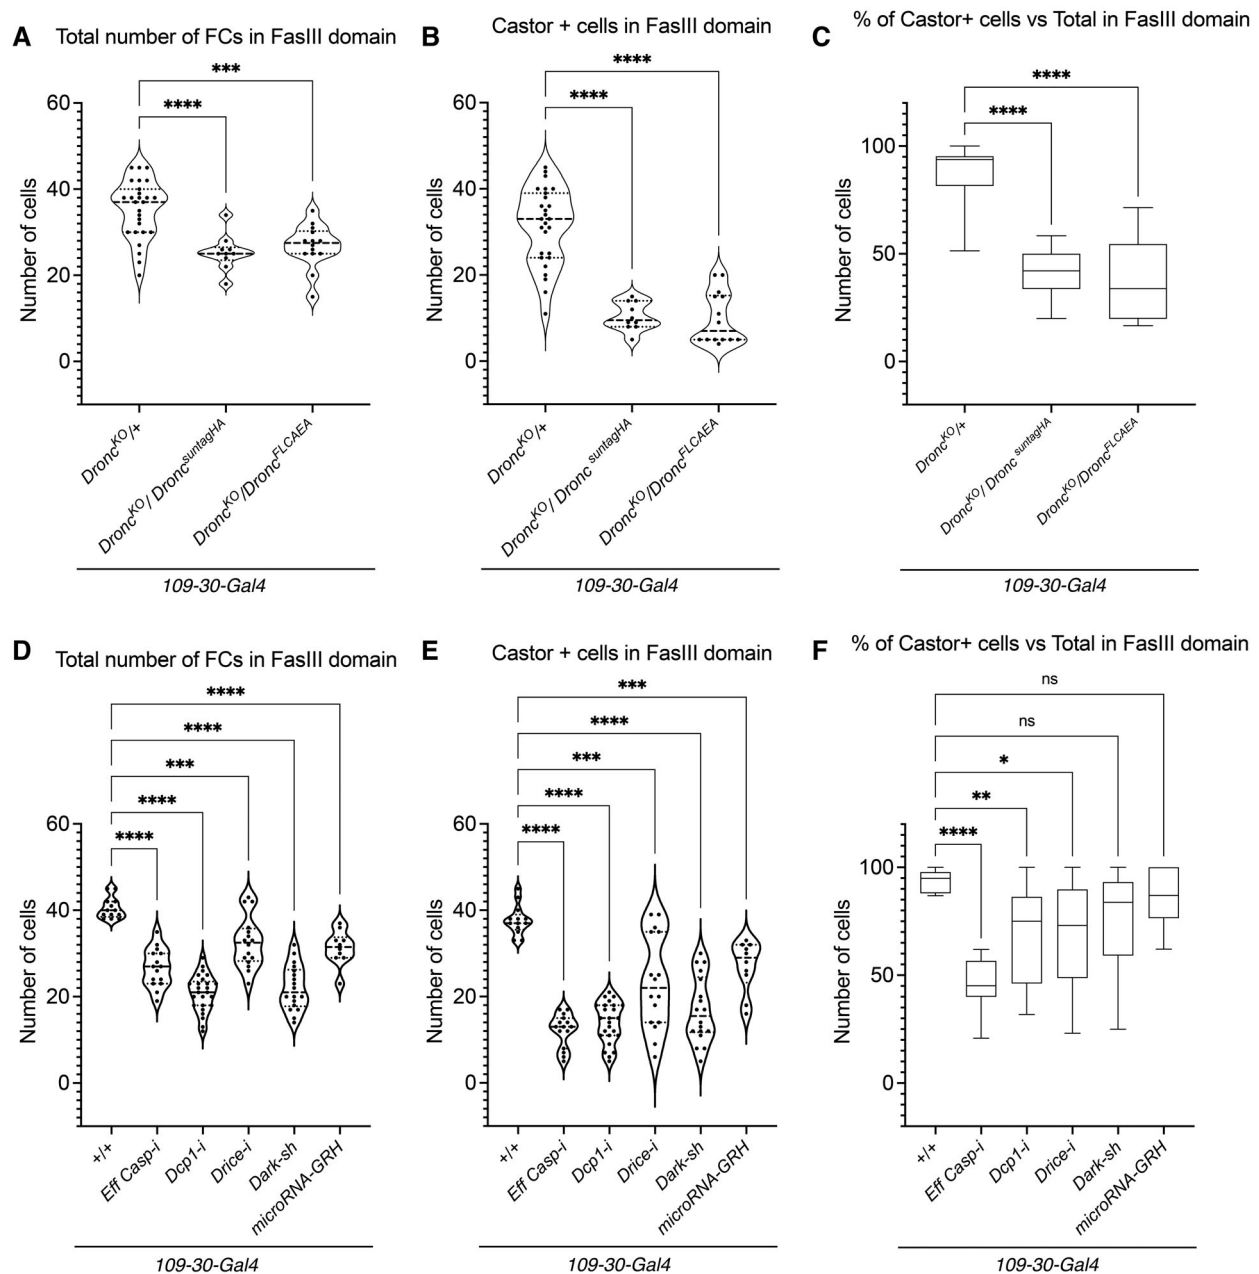 A
Total number of FCs in FasIII domain
***
****
60
40
20
0
Number of cells
Dronc^KO/+
Dronc^KO/ Dronc^suntagHA
Dronc^KO/Dronc^FLCAEA
109-30-Gal4
B
Castor + cells in FasIII domain
****
****
60
40
20
0
Number of cells
Dronc^KO/+
Dronc^KO/ Dronc ^suntagHA
Dronc^KO/Dronc^FLCAEA
109-30-Gal4
C
% of Castor+ cells vs Total in FasIII domain
****
****
100
50
0
Number of cells
Dronc^KO/+
Dronc^KO/ Dronc ^suntagHA
Dronc^KO/Dronc^FLCAEA
109-30-Gal4
D
Total number of FCs in FasIII domain
****
****
***
****
****
60
40
20
0
Number of cells
+/+
Eff Casp-i
Dcp1-i
Drice-i
Dark-sh
microRNA-GRH
109-30-Gal4
E
Castor + cells in FasIII domain
***
****
***
****
****
60
40
20
0
Number of cells
+/+
Eff Casp-i
Dcp1-i
Drice-i
Dark-sh
microRNA-GRH
109-30-Gal4
F
% of Castor+ cells vs Total in FasIII domain
ns
ns
*
**
****
100
50
0
Number of cells
+/+
Eff Casp-i
Dcp1-i
Drice-i
Dark-sh
microRNA-GRH
109-30-Gal4